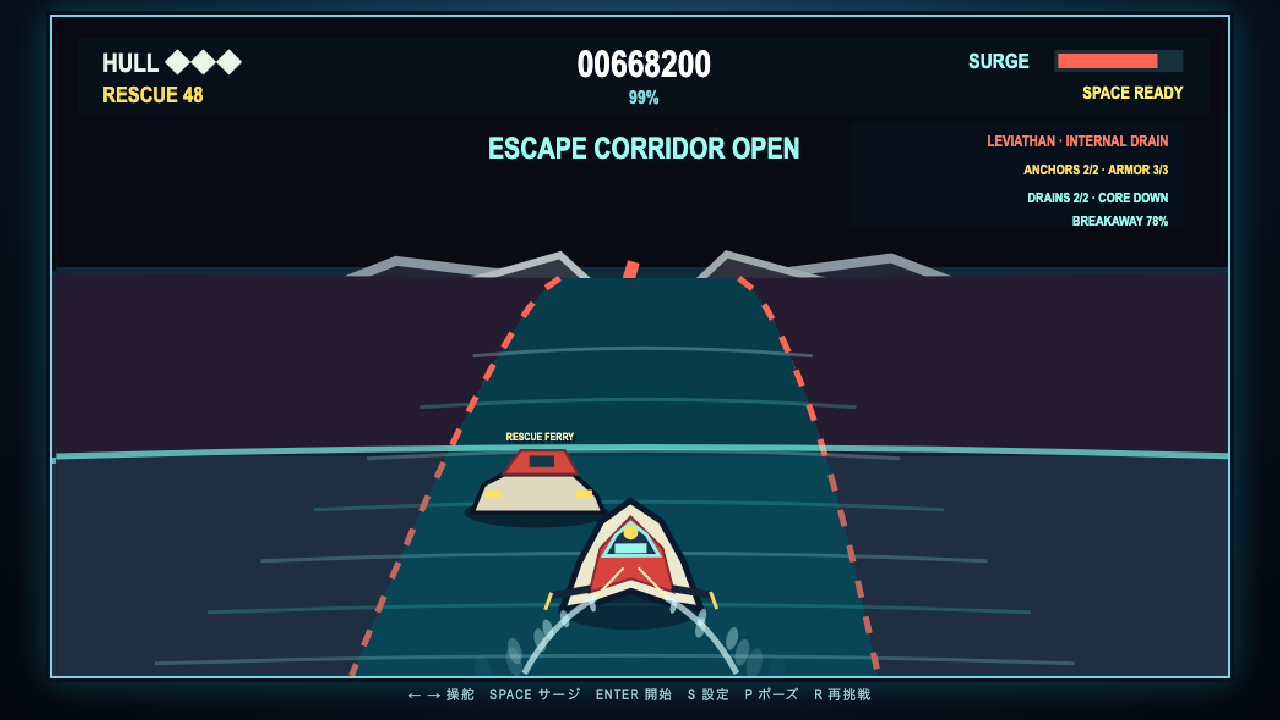 HULL
RESCUE 48
00668200
99%
SURGE
SPACE READY
ESCAPE CORRIDOR OPEN
LEVIATHAN · INTERNAL DRAIN
ANCHORS 2/2 · ARMOR 3/3
DRAINS 2/2 · CORE DOWN
BREAKAWAY 78%
RESCUE FERRY
← → 操舵 SPACE サージ ENTER 開始 S 設定 P ポーズ R 再挑戦